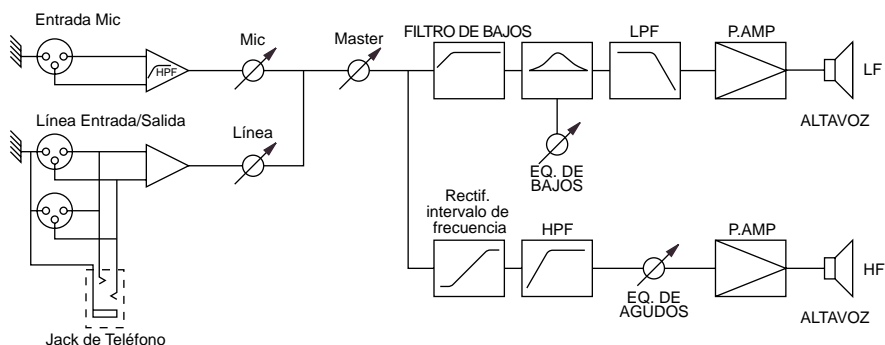 Entrada Mic
HPF
Mic
Master
FILTRO DE BAJOS
LPF
P.AMP
LF
ALTAVOZ
Línea Entrada/Salida
Línea
EQ. DE
BAJOS
Rectif.
intervalo de
frecuencia
HPF
P.AMP
HF
EQ. DE
AGUDOS
ALTAVOZ
Jack de Teléfono